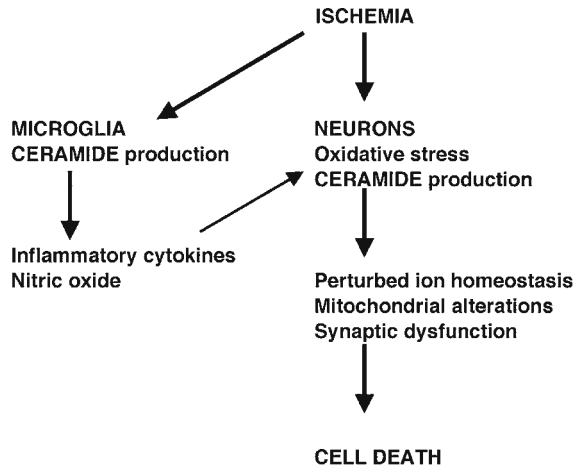 ISCHEMIA
MICROGLIA
CERAMIDE production
NEURONS
Oxidative stress
CERAMIDE production
Inflammatory cytokines
Nitric oxide
Perturbed ion homeostasis
Mitochondrial alterations
Synaptic dysfunction
CELL DEATH